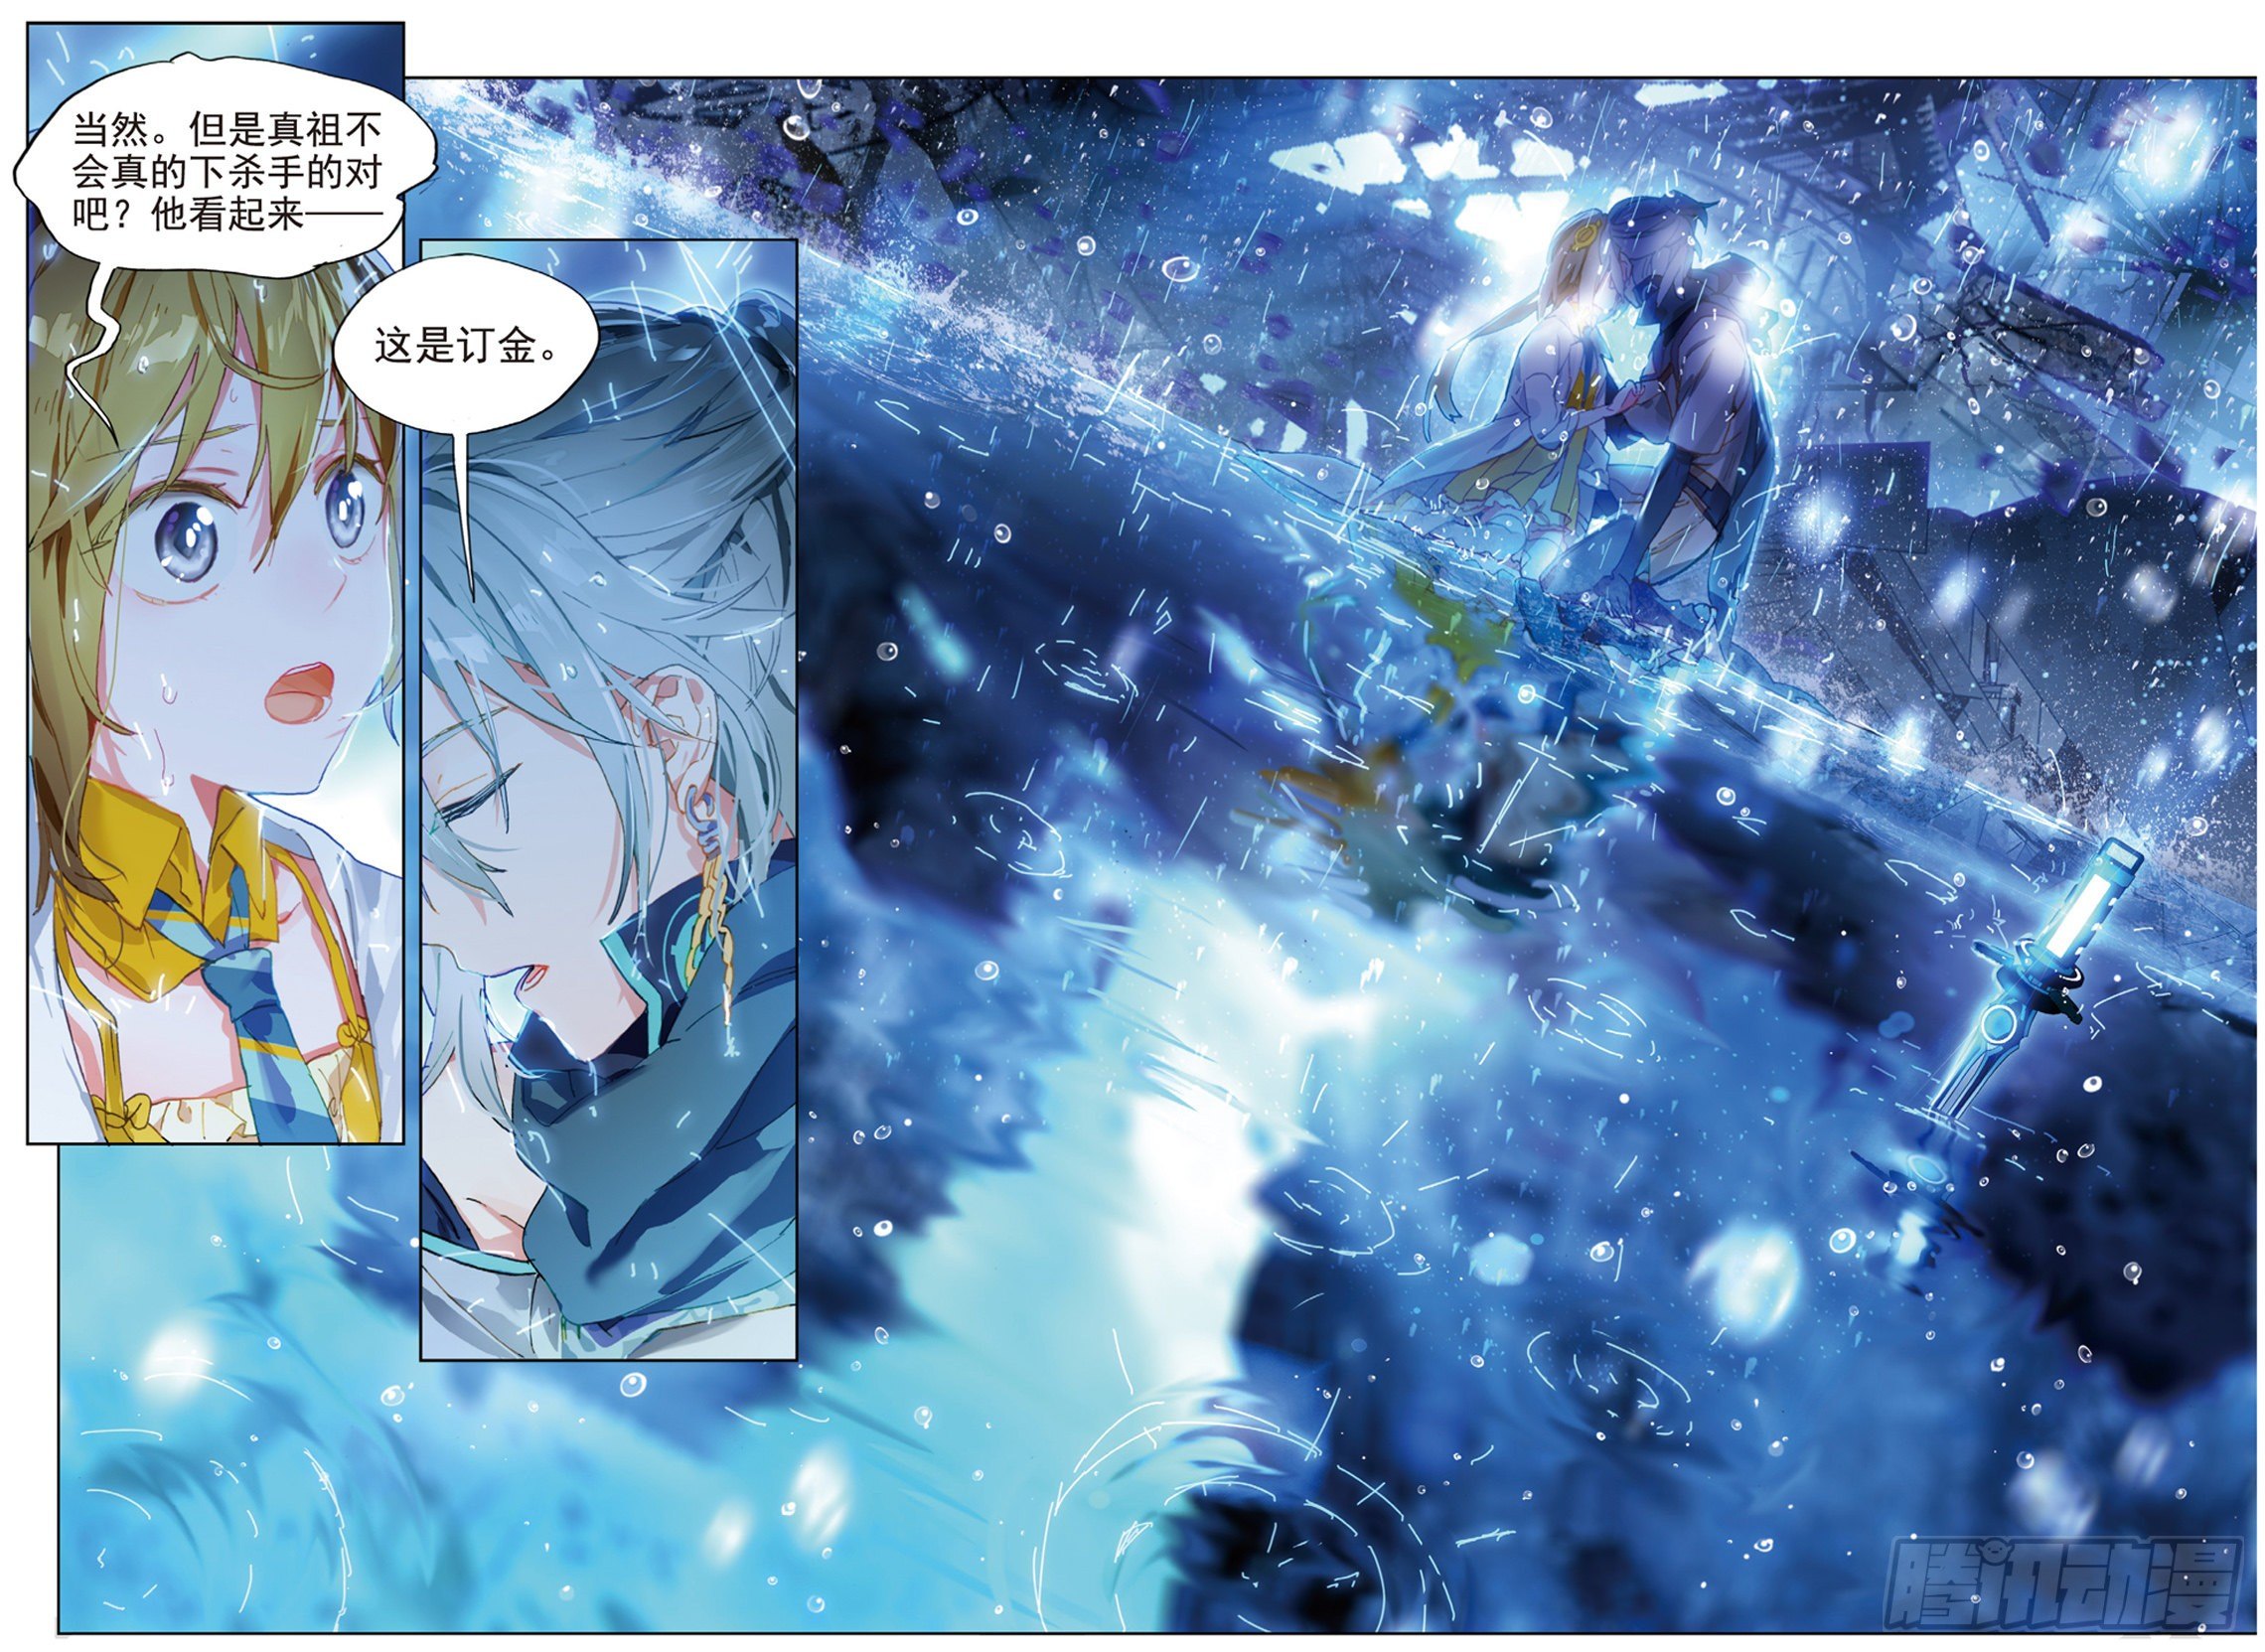 当然。但是真祖不
会真的下杀手的对
吧？他看起来——
这是订金。
腾讯动漫